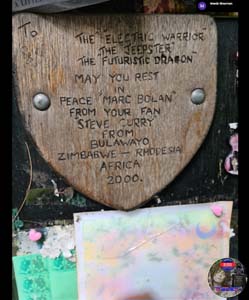 To
THE "ELECTRIC WARRIOR
THE JEEPSTER"
THE FUTURISTIC DRAGON"
MAY YOU REST
IN
PEACE "MARC BOLAN"
FROM YOUR FAN
STEVE CURRY
FROM
BULAWAYO
ZIMBABWE - RHODESIA
AFRICA
2000.